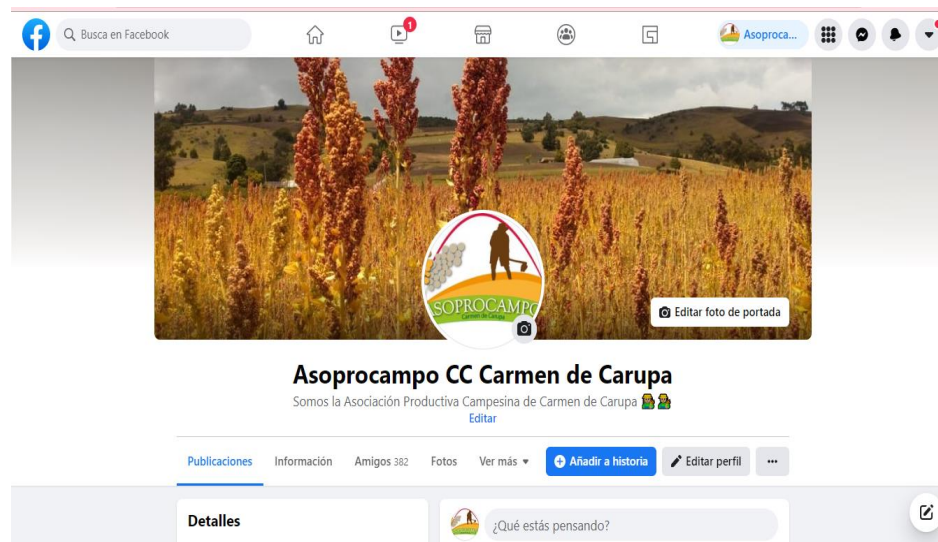 Busca en Facebook
1
Asoproca...
ASOPROCAMPO
Carmen de Carupa
Editar foto de portada
Asoprocampo CC Carmen de Carupa
Somos la Asociación Productiva Campesina de Carmen de Carupa
Editar
Publicaciones Información Amigos 382 Fotos Ver más Añadir a historia Editar perfil ...
Detalles
¿Qué estás pensando?